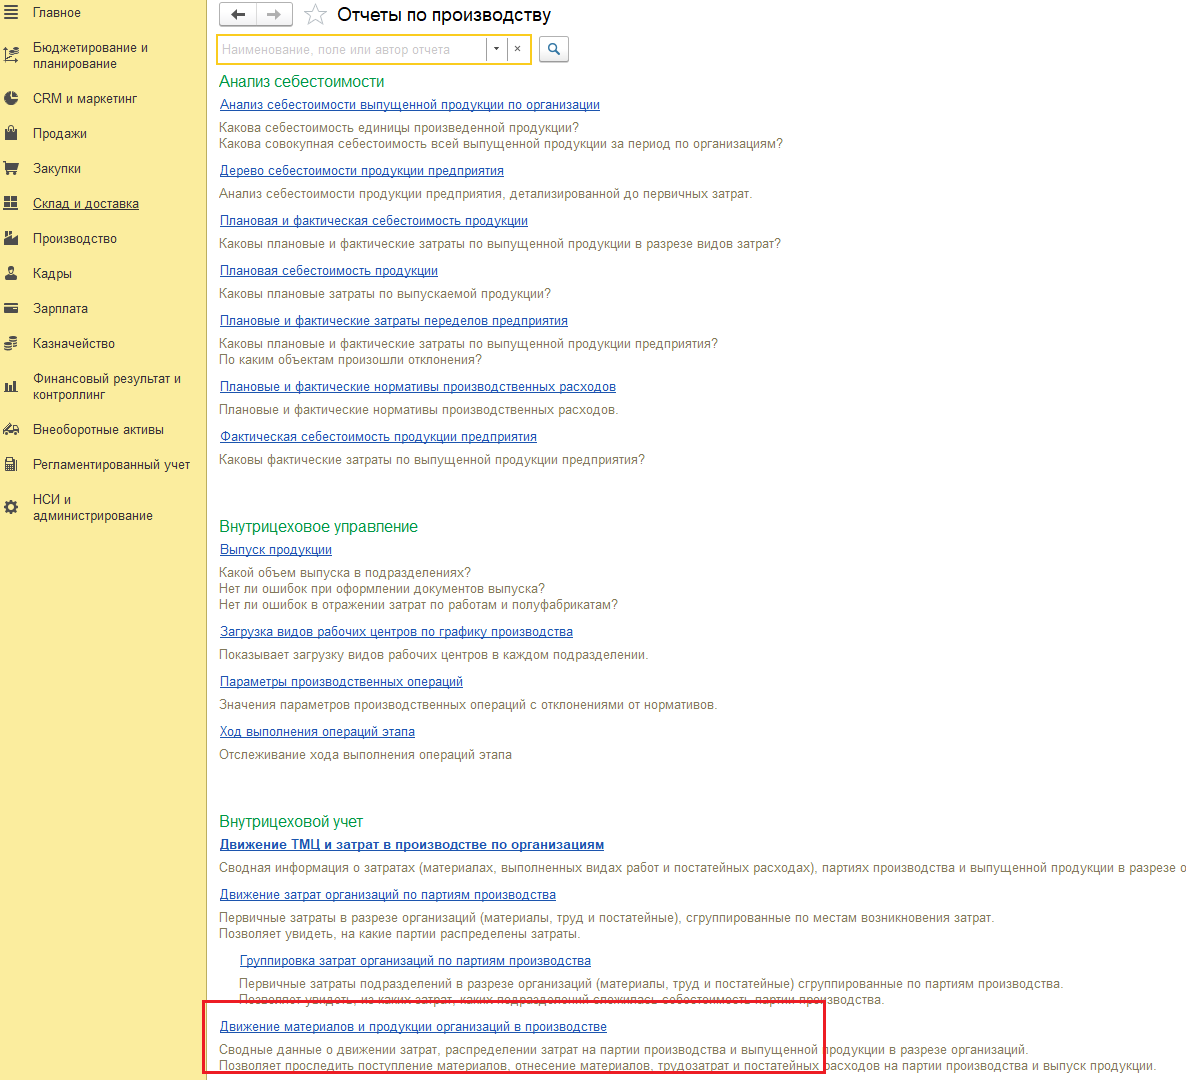 Главное
Бюджетирование и
планирование
CRM и маркетинг
Продажи
Закупки
Склад и доставка
Производство
Кадры
Зарплата
Казначейство
Финансовый результат и
контроллинг
Внеоборотные активы
Регламентированный учет
НСИ и
администрирование
Отчеты по производству
Наименование, поле или автор отчета
Анализ себестоимости
Анализ себестоимости выпущенной продукции по организации
Какова себестоимость единицы произведенной продукции?
Какова совокупная себестоимость всей выпущенной продукции за период по организациям?
Дерево себестоимости продукции предприятия
Анализ себестоимости продукции предприятия, детализированной до первичных затрат.
Плановая и фактическая себестоимость продукции
Каковы плановые и фактические затраты по выпущенной продукции в разрезе видов затрат?
Плановая себестоимость продукции
Каковы плановые затраты по выпускаемой продукции?
Плановые и фактические затраты переделов предприятия
Каковы плановые и фактические затраты по выпущенной продукции предприятия?
По каким объектам произошли отклонения?
Плановые и фактические нормативы производственных расходов
Плановые и фактические нормативы производственных расходов.
Фактическая себестоимость продукции предприятия
Каковы фактические затраты по выпущенной продукции предприятия?
Внутрицеховое управление
Выпуск продукции
Какой объем выпуска в подразделениях?
Нет ли ошибок при оформлении документов выпуска?
Нет ли ошибок в отражении затрат по работам и полуфабрикатам?
Загрузка видов рабочих центров по графику производства
Показывает загрузку видов рабочих центров в каждом подразделении.
Параметры производственных операций
Значения параметров производственных операций с отклонениями от нормативов.
Ход выполнения операций этапа
Отслеживание хода выполнения операций этапа
Внутрицеховой учет
Движение ТМЦ и затрат в производстве по организациям
Сводная информация о затратах (материалах, выполненных видах работ и постатейных расходах), партиях производства и выпущенной продукции в разрезе о
Движение затрат организаций по партиям производства
Первичные затраты в разрезе организаций (материалы, труд и постатейные), сгруппированные по местам возникновения затрат.
Позволяет увидеть, на какие партии распределены затраты.
Группировка затрат организаций по партиям производства
Первичные затраты подразделений в разрезе организаций (материалы, труд и постатейные) сгруппированные по партиям производства.
Позволяет увидеть, из каких затрат, каких подразделений сложилась себестоимость партии производства.
Движение материалов и продукции организаций в производстве
Сводные данные о движении затрат, распределении затрат на партии производства и выпущенной продукции в разрезе организаций.
Позволяет проследить поступление материалов, отнесение материалов, трудозатрат и постатейных расходов на партии производства и выпуск продукции.